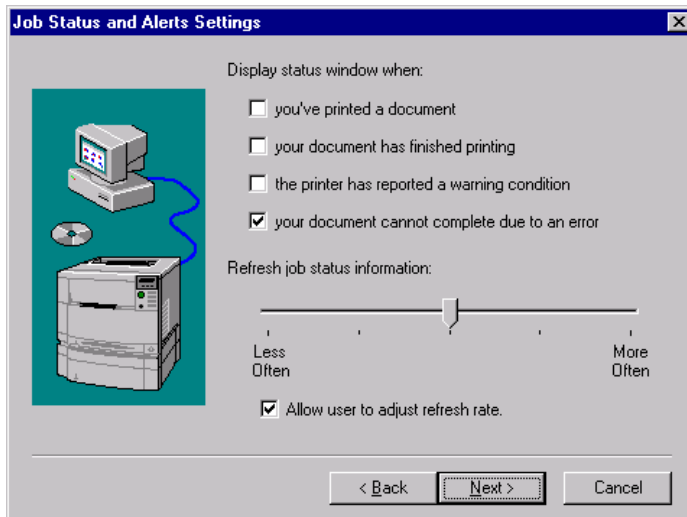 Job Status and Alerts Settings
Display status window when:
you've printed a document
your document has finished printing
the printer has reported a warning condition
your document cannot complete due to an error
Refresh job status information:
Less
Often
More
Often
Allow user to adjust refresh rate.
< Back
Next >
Cancel